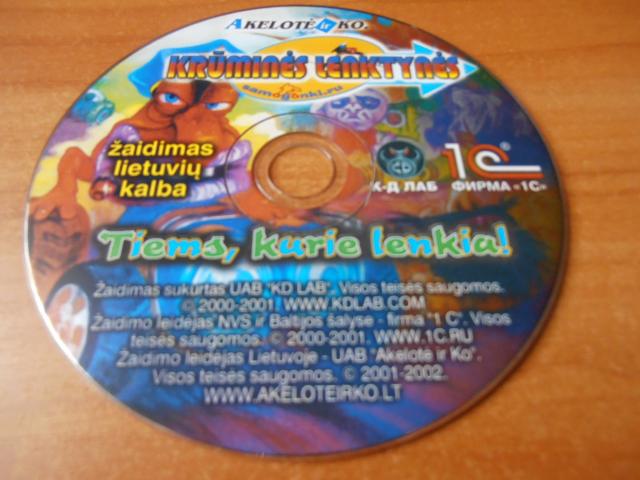 AKELOTĖ ir KO.
KRŪMINĖS LENKTYNĖS
samogonki.ru
žaidimas
lietuvių
kalba
К-Д ЛАБ
1С®
ФИРМА «1С»
Tiems, kurie lenkia!
Žaidimas sukurtas UAB "KD LAB". Visos teisės saugomos.
© 2000-2001. WWW.KDLAB.COM
Žaidimo leidėjas NVS ir Baltijos šalyse - firma "1 C". Visos
teisės saugomos. © 2000-2001. WWW.1C.RU
Žaidimo leidėjas Lietuvoje - UAB "Akelotė ir Ko".
Visos teisės saugomos. © 2001-2002.
WWW.AKELOTEIRKO.LT